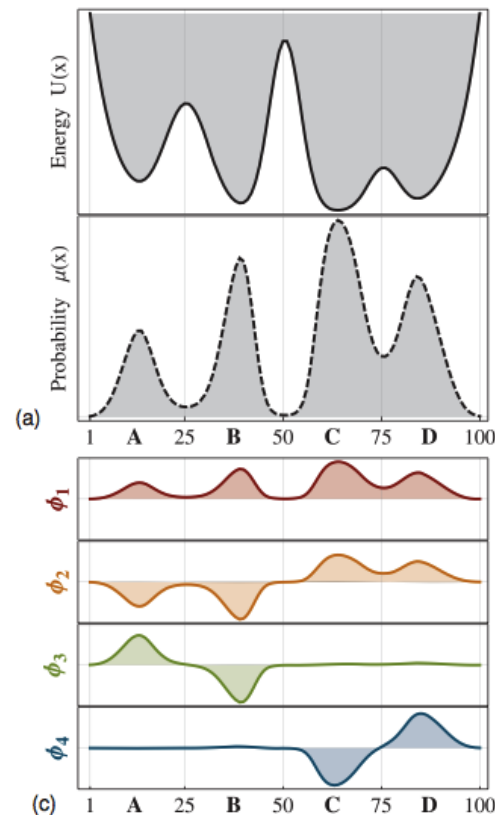 Energy U(x)
Probability μ(x)
(a)
1 A 25 B 50 C 75 D 100
ϕ1
ϕ2
ϕ3
ϕ4
(c)
1 A 25 B 50 C 75 D 100